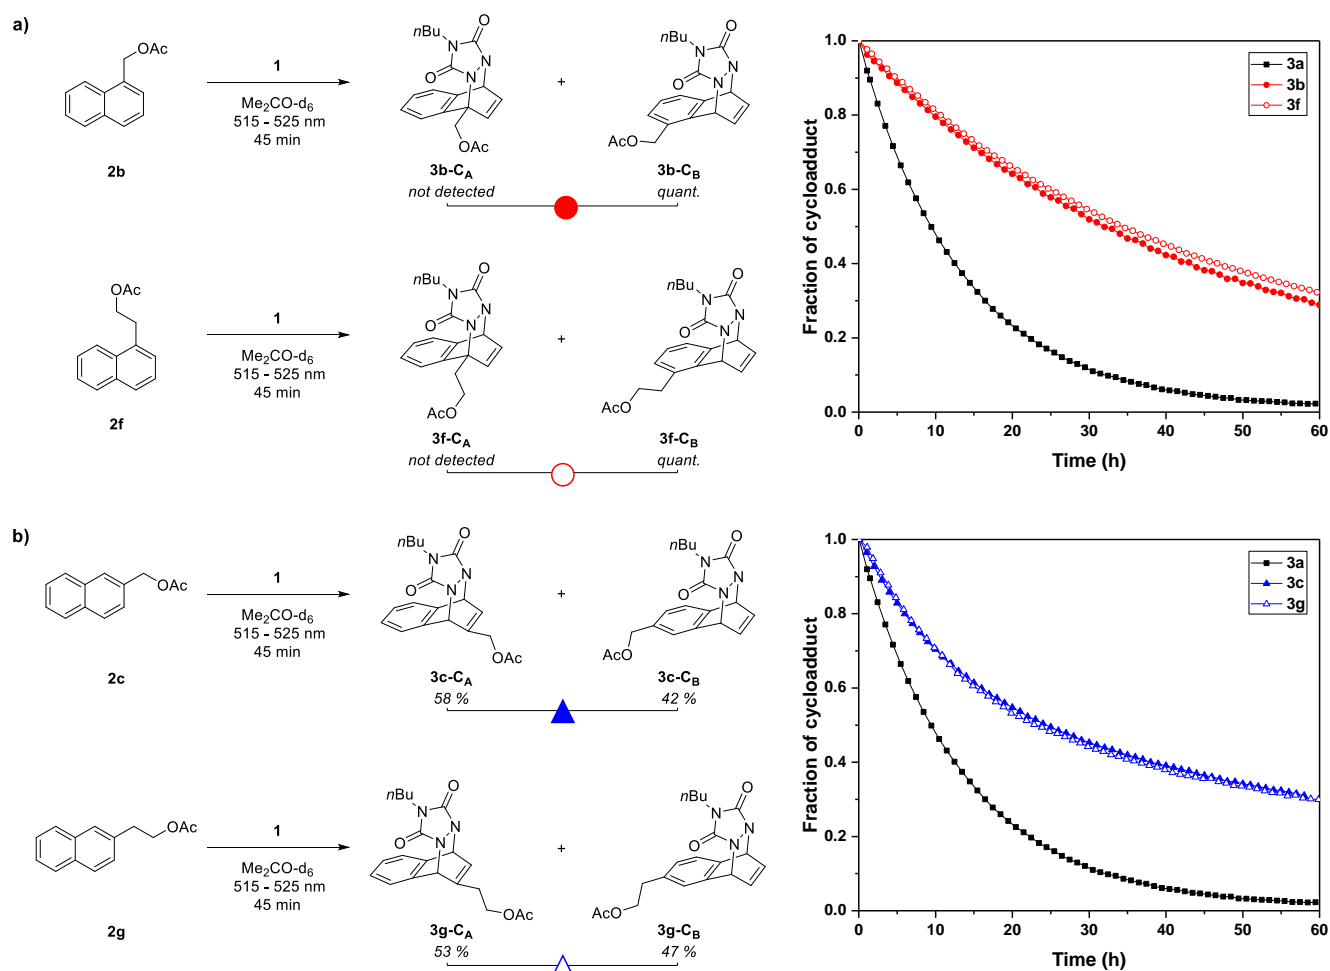 a)
OAc
2b
1
Me2CO-d6
515 - 525 nm
45 min
nBu
O
N
N
O
N
OAc
3b-CA
not detected
+
nBu
O
N
N
O
N
AcO
3b-CB
quant.
OAc
2f
1
Me2CO-d6
515 - 525 nm
45 min
nBu
O
N
N
O
N
AcO
3f-CA
not detected
+
nBu
O
N
N
O
N
AcO
3f-CB
quant.
Fraction of cycloadduct
1.0
0.8
0.6
0.4
0.2
0.0
0 10 20 30 40 50 60
Time (h)
3a
3b
3f
b)
OAc
2c
1
Me2CO-d6
515 - 525 nm
45 min
nBu
O
N
N
O
N
OAc
3c-CA
58 %
+
nBu
O
N
N
O
N
AcO
3c-CB
42 %
OAc
2g
1
Me2CO-d6
515 - 525 nm
45 min
nBu
O
N
N
O
N
OAc
3g-CA
53 %
+
nBu
O
N
N
O
N
AcO
3g-CB
47 %
Fraction of cycloadduct
1.0
0.8
0.6
0.4
0.2
0.0
0 10 20 30 40 50 60
Time (h)
3a
3c
3g